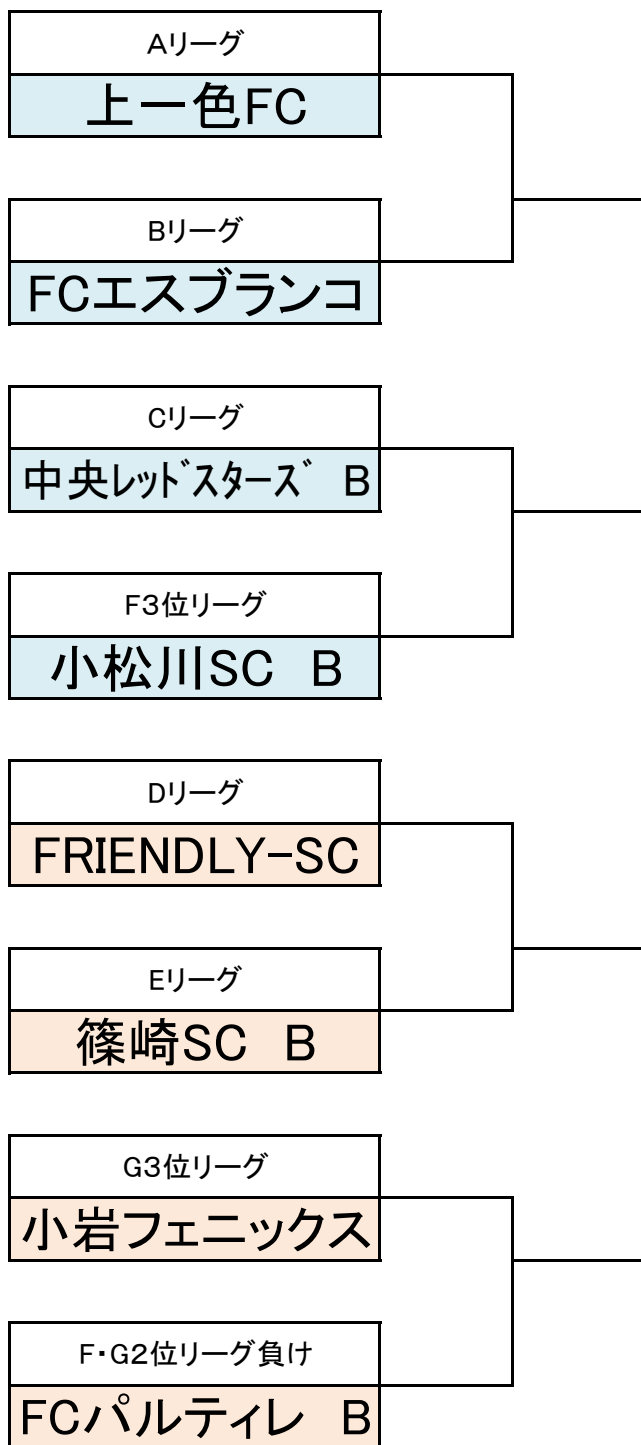 Aリーグ
上一色FC
Bリーグ
FCエスブランコ
Cリーグ
中央ﾚｯﾄﾞｽﾀｰｽﾞ B
F3位リーグ
小松川SC B
Dリーグ
FRIENDLY-SC
Eリーグ
篠崎SC B
G3位リーグ
小岩フェニックス
F・G2位リーグ負け
FCパルティレ B